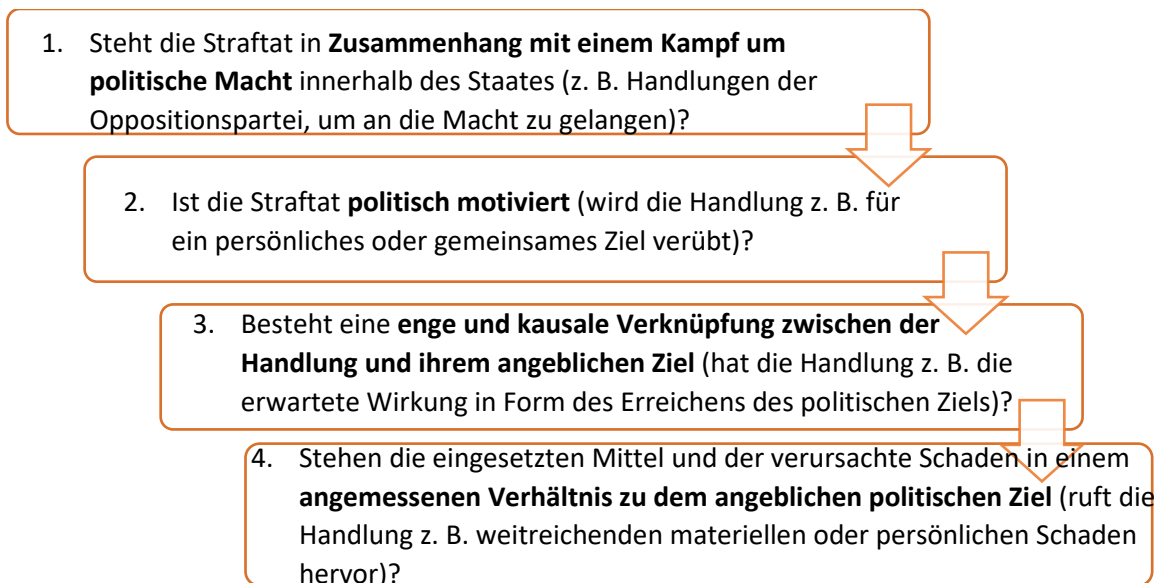 1. Steht die Straftat in Zusammenhang mit einem Kampf um
politische Macht innerhalb des Staates (z. B. Handlungen der
Oppositionspartei, um an die Macht zu gelangen)?
2. Ist die Straftat politisch motiviert (wird die Handlung z. B. für
ein persönliches oder gemeinsames Ziel verübt)?
3. Besteht eine enge und kausale Verknüpfung zwischen der
Handlung und ihrem angeblichen Ziel (hat die Handlung z. B. die
erwartete Wirkung in Form des Erreichens des politischen Ziels)?
4. Stehen die eingesetzten Mittel und der verursachte Schaden in einem
angemessenen Verhältnis zu dem angeblichen politischen Ziel (ruft die
Handlung z. B. weitreichenden materiellen oder persönlichen Schaden
hervor)?